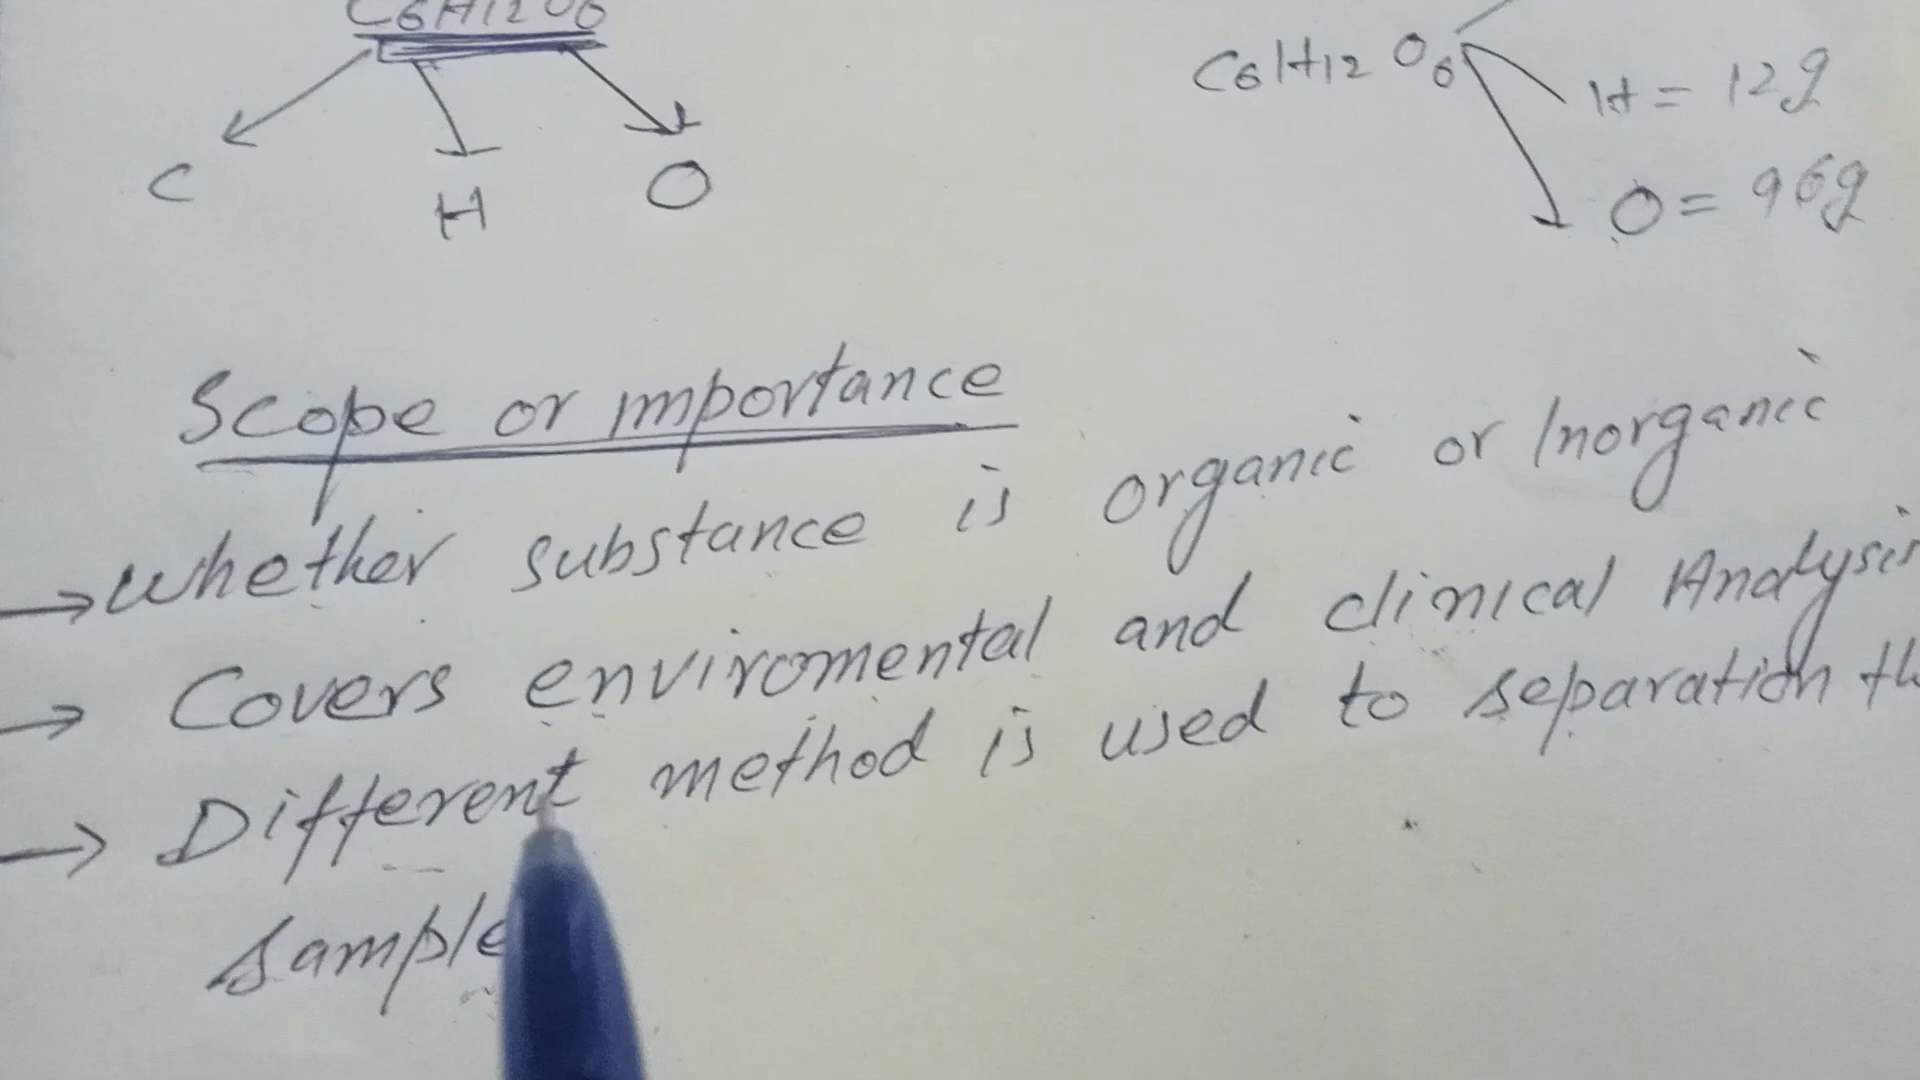 C6H12O6
C H O
C6H12O6
H = 12g
O = 96g
Scope or importance
→ Whether substance is organic or Inorganic
→ Covers enviromental and clinical Analysis
→ Different method is used to separation th
sample